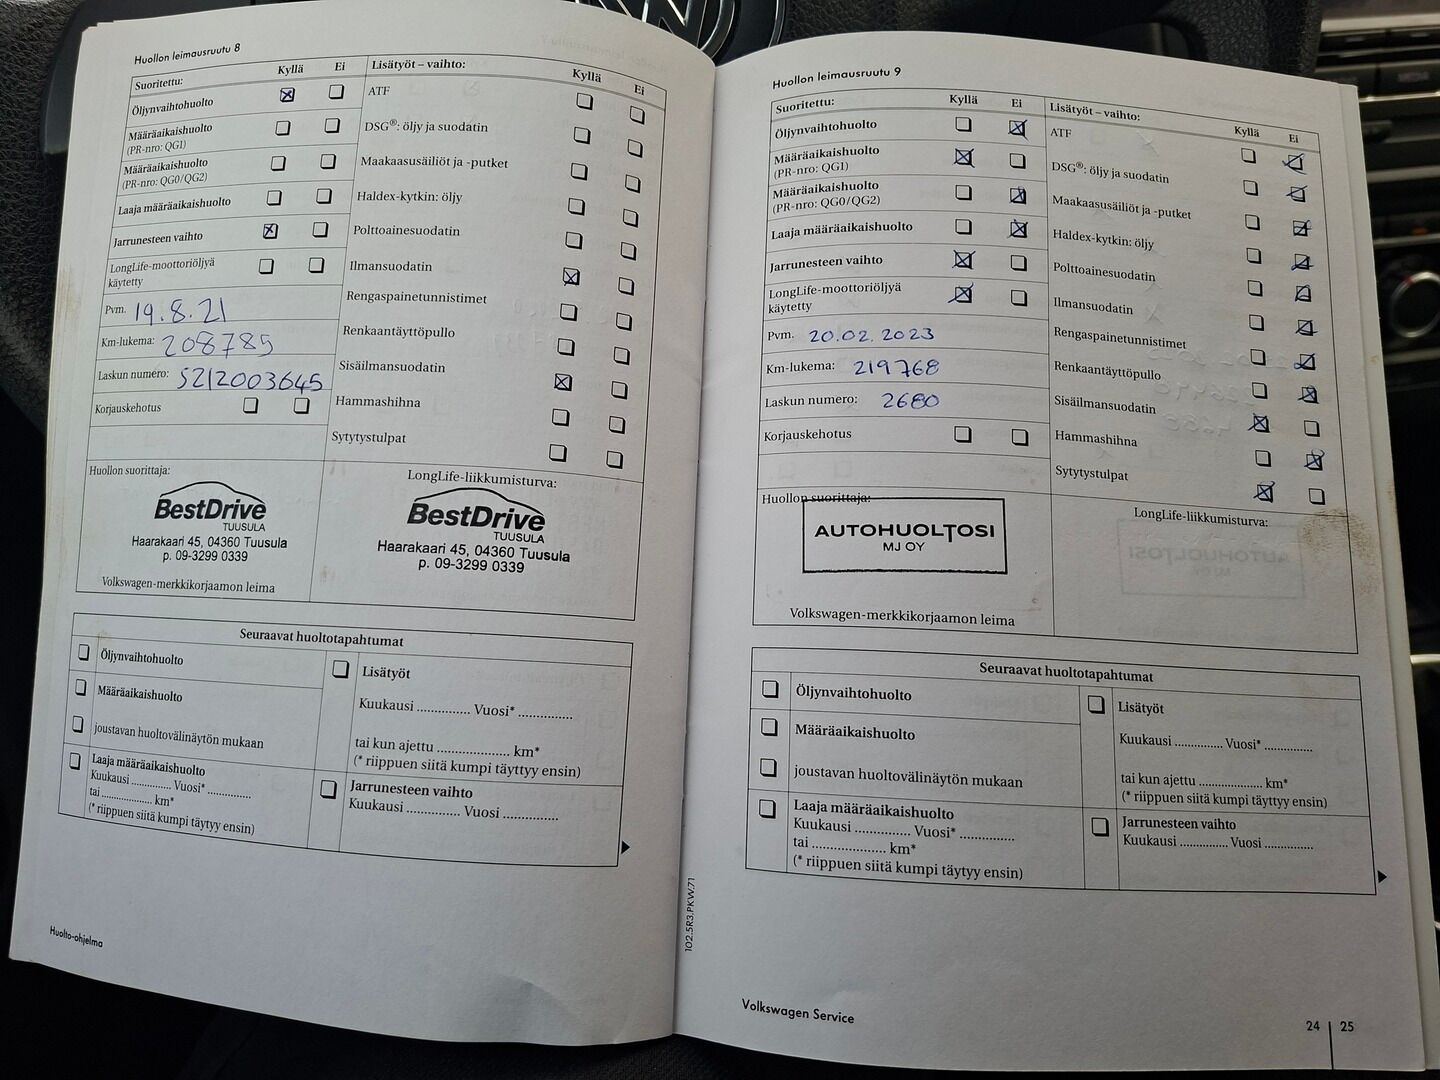 Huollon leimausruutu 8
Suoritettu: Kyllä Ei
Öljynvaihtohuolto
Määräaikaishuolto
(PR-nro: QG1)
Määräaikaishuolto
(PR-nro: QG0/QG2)
Laaja määräaikaishuolto
Jarrunesteen vaihto
LongLife-moottoriöljyä
käytetty
Pvm. 19.8.21
Km-lukema: 208785
Laskun numero: 5212003645
Korjauskehotus
Lisätyöt – vaihto: Kyllä Ei
ATF
DSG®: öljy ja suodatin
Maakaasusäiliöt ja -putket
Haldex-kytkin: öljy
Polttoainesuodatin
Ilmansuodatin
Rengaspainetunnistimet
Renkaantäyttöpullo
Sisäilmansuodatin
Hammashihna
Sytytystulpat
Huollon suorittaja:
BestDrive
TUUSULA
Haarakaari 45, 04360 Tuusula
p. 09-3299 0339
Volkswagen-merkkikorjaamon leima
LongLife-liikkumisturva:
BestDrive
TUUSULA
Haarakaari 45, 04360 Tuusula
p. 09-3299 0339
Seuraavat huoltotapahtumat
Öljynvaihtohuolto
Määräaikaishuolto
joustavan huoltovälinäytön mukaan
Laaja määräaikaishuolto
Kuukausi ............... Vuosi* ...............
tai .................... km*
(* riippuen siitä kumpi täytyy ensin)
Lisätyöt
Kuukausi ............... Vuosi* ...............
tai kun ajettu .................... km*
(* riippuen siitä kumpi täyttyy ensin)
Jarrunesteen vaihto
Kuukausi ............... Vuosi ...............
Huolto-ohjelma
Huollon leimausruutu 9
Suoritettu: Kyllä Ei
Öljynvaihtohuolto
Määräaikaishuolto
(PR-nro: QG1)
Määräaikaishuolto
(PR-nro: QG0/QG2)
Laaja määräaikaishuolto
Jarrunesteen vaihto
LongLife-moottoriöljyä
käytetty
Pvm. 20.02.2023
Km-lukema: 219768
Laskun numero: 2680
Korjauskehotus
Lisätyöt – vaihto: Kyllä Ei
ATF
DSG®: öljy ja suodatin
Maakaasusäiliöt ja -putket
Haldex-kytkin: öljy
Polttoainesuodatin
Ilmansuodatin
Rengaspainetunnistimet
Renkaantäyttöpullo
Sisäilmansuodatin
Hammashihna
Sytytystulpat
Huollon suorittaja:
AUTOHUOLTOSI
MJ OY
Volkswagen-merkkikorjaamon leima
LongLife-liikkumisturva:
Seuraavat huoltotapahtumat
Öljynvaihtohuolto
Määräaikaishuolto
joustavan huoltovälinäytön mukaan
Laaja määräaikaishuolto
Kuukausi ............... Vuosi* ...............
tai .................... km*
(* riippuen siitä kumpi täytyy ensin)
Lisätyöt
Kuukausi ............... Vuosi* ...............
tai kun ajettu .................... km*
(* riippuen siitä kumpi täyttyy ensin)
Jarrunesteen vaihto
Kuukausi ............... Vuosi ...............
102.5R3.PKW.71
Volkswagen Service
24 | 25